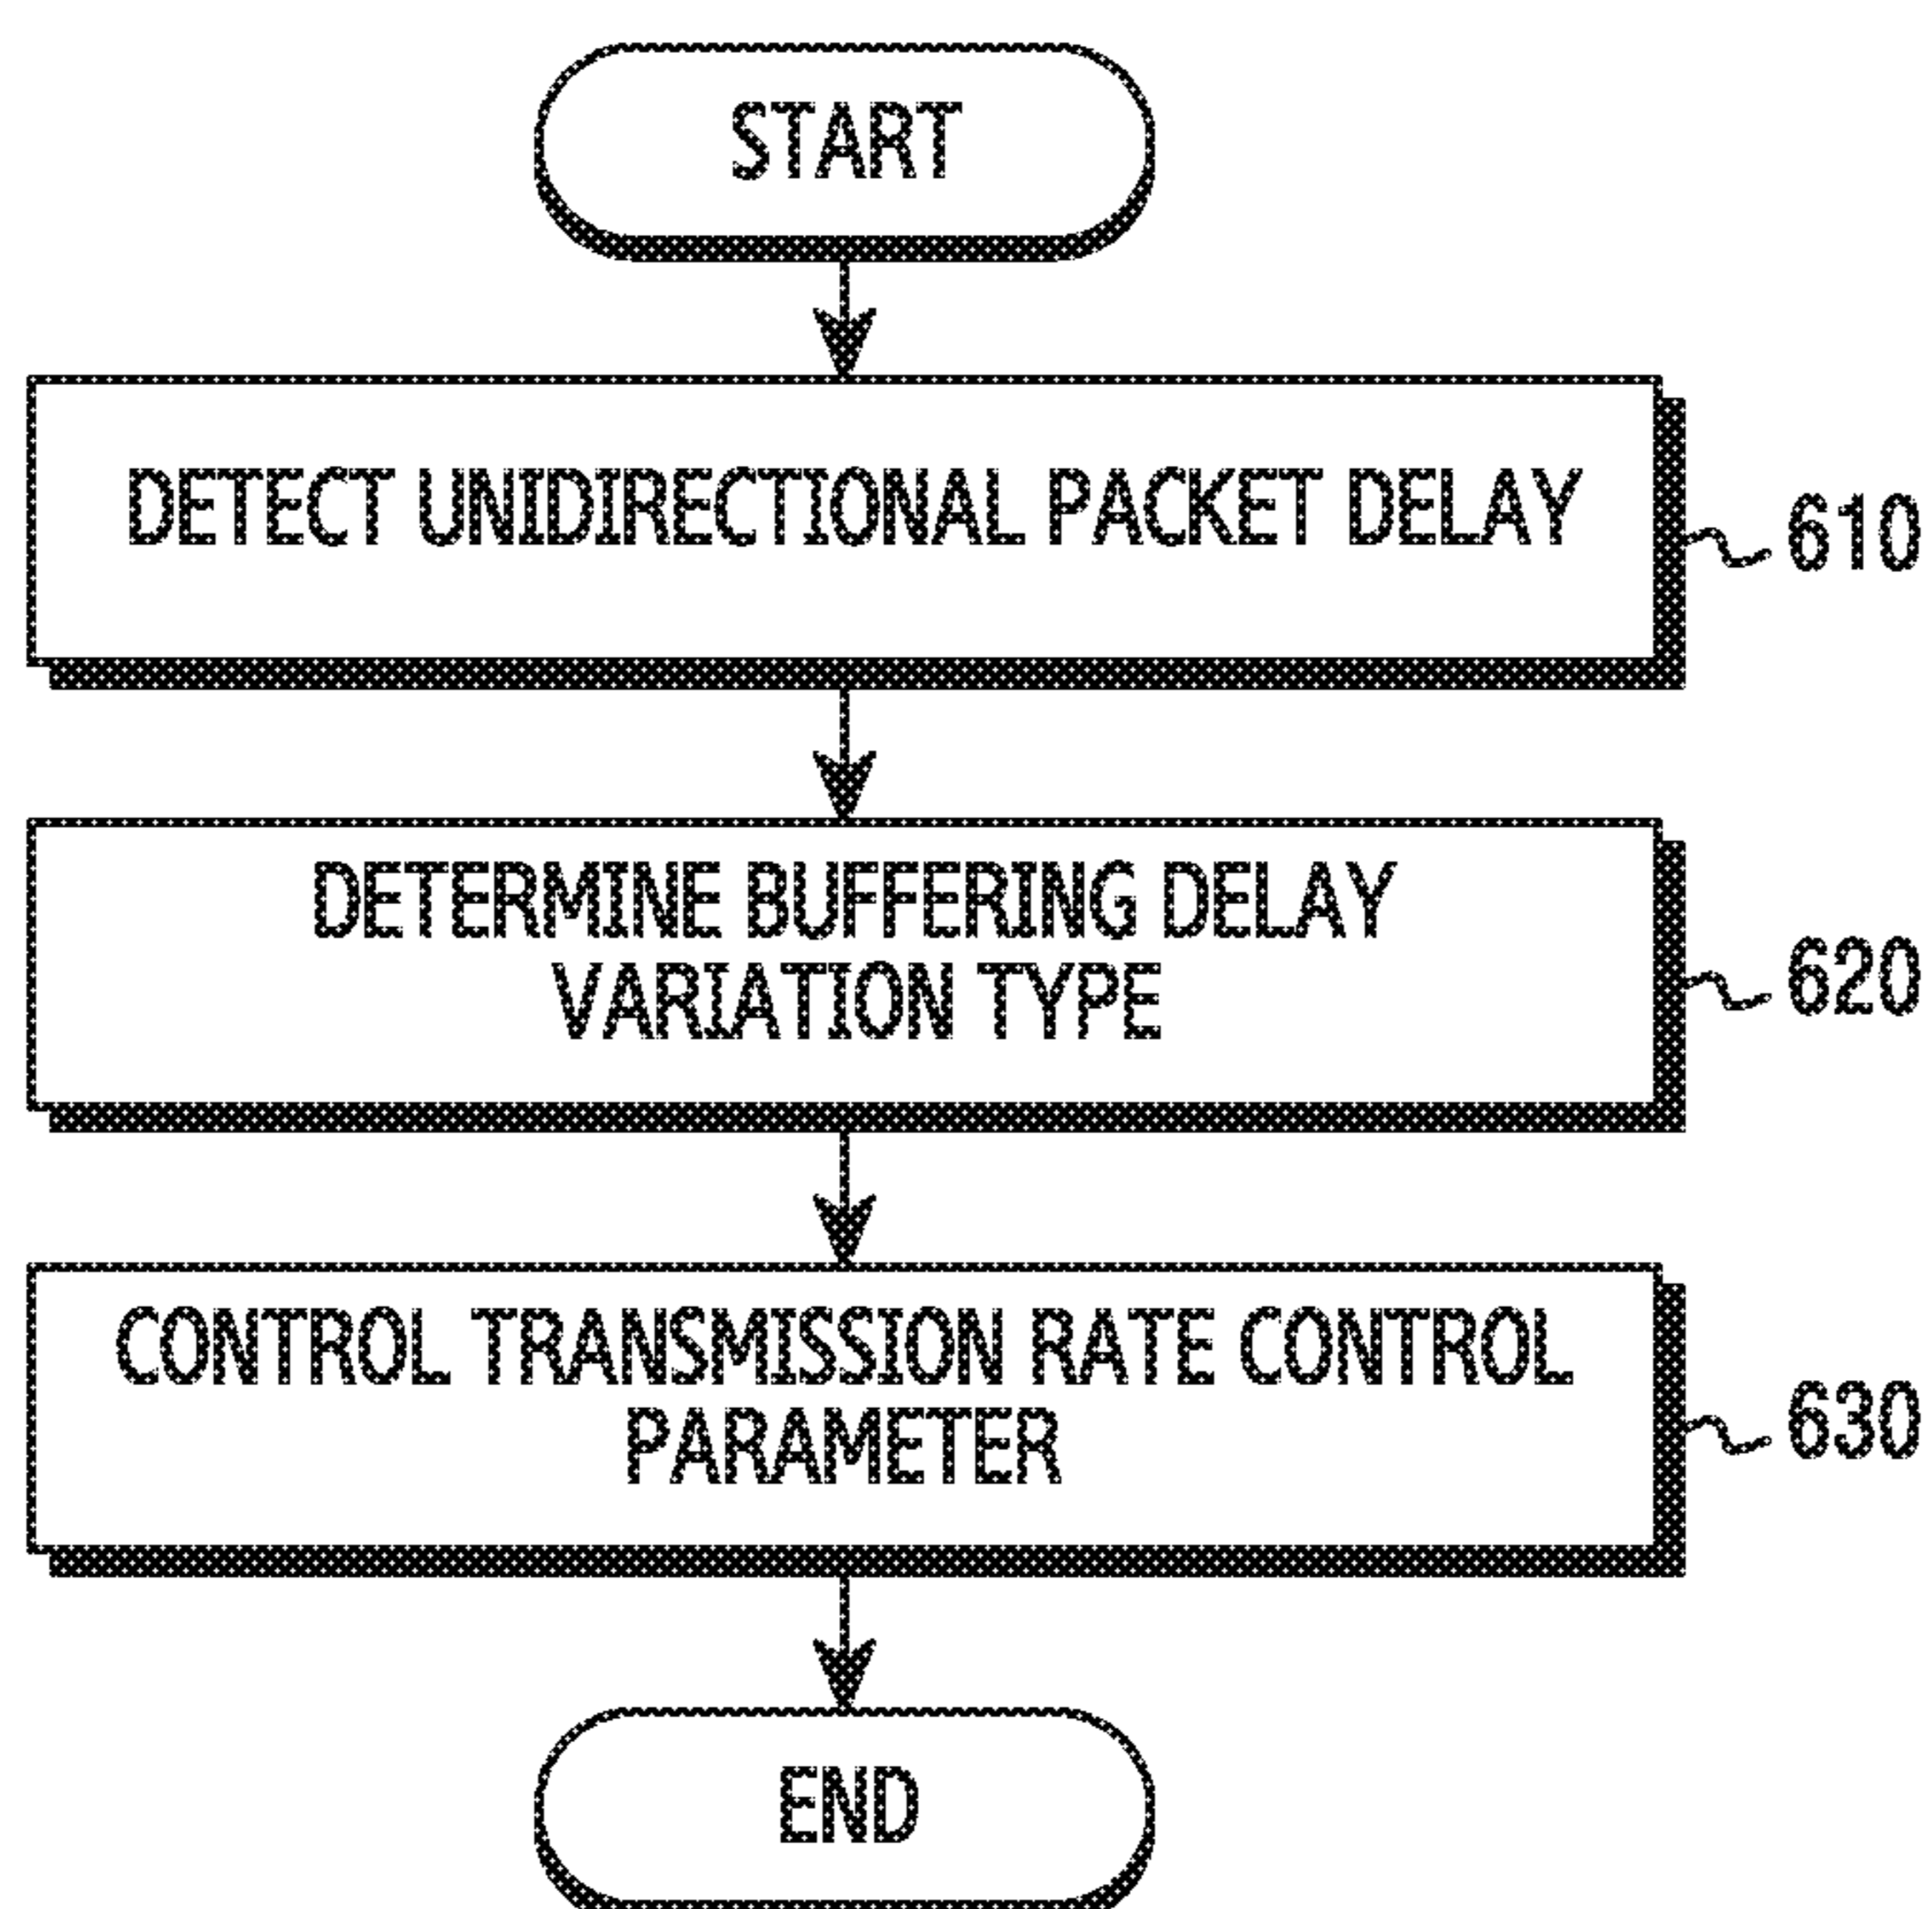 START
DETECT UNIDIRECTIONAL PACKET DELAY
610
DETERMINE BUFFERING DELAY
VARIATION TYPE
620
CONTROL TRANSMISSION RATE CONTROL
PARAMETER
630
END